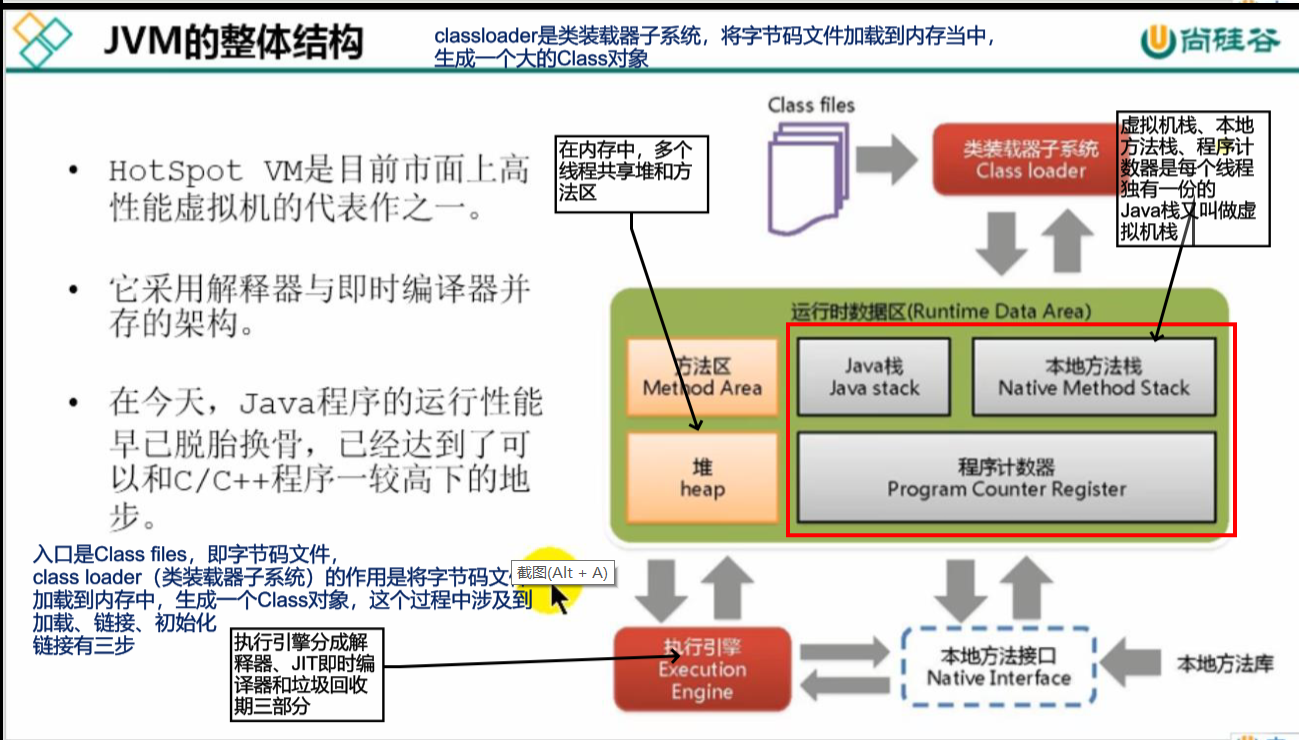 JVM的整体结构
classloader是类装载器子系统，将字节码文件加载到内存当中，
生成一个大的Class对象
尚硅谷
• HotSpot VM是目前市面上高
性能虚拟机的代表作之一。
• 它采用解释器与即时编译器并
存的架构。
• 在今天，Java程序的运行性能
早已脱胎换骨，已经达到了可
以和C/C++程序一较高下的地
步。
入口是Class files，即字节码文件，
class loader（类装载器子系统）的作用是将字节码文件
加载到内存中，生成一个Class对象，这个过程中涉及到
加载、链接、初始化
链接有三步
截图(Alt + A)
在内存中，多个
线程共享堆和方
法区
Class files
类装载器子系统
Class loader
虚拟机栈、本地
方法栈、程序计
数器是每个线程
独有一份的
Java栈又叫做虚
拟机栈
运行时数据区(Runtime Data Area)
方法区
Method Area
Java栈
Java stack
本地方法栈
Native Method Stack
堆
heap
程序计数器
Program Counter Register
执行引擎分成解
释器、JIT即时编
译器和垃圾回收
期三部分
执行引擎
Execution
Engine
本地方法接口
Native Interface
本地方法库